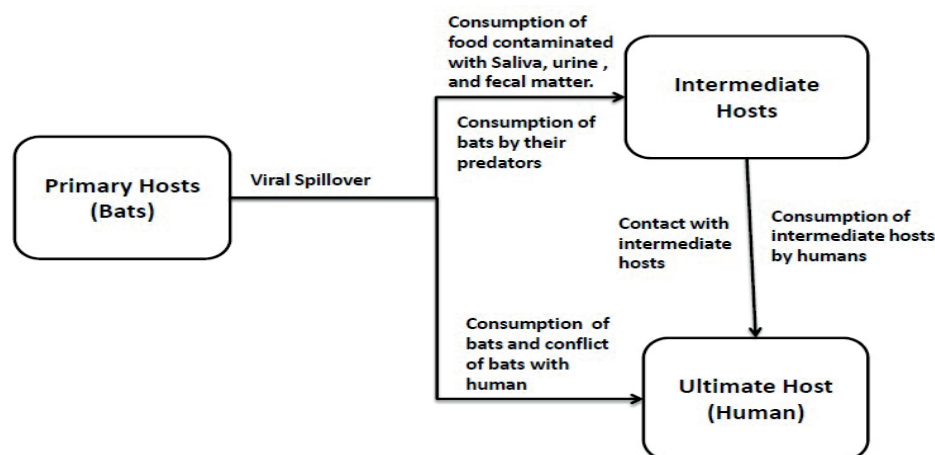 Consumption of
food contaminated
with Saliva, urine ,
and fecal matter.
Intermediate
Hosts
Consumption of
bats by their
predators
Primary Hosts
(Bats)
Viral Spillover
Contact with
intermediate
hosts
Consumption of
intermediate hosts
by humans
Consumption of
bats and conflict
of bats with
human
Ultimate Host
(Human)